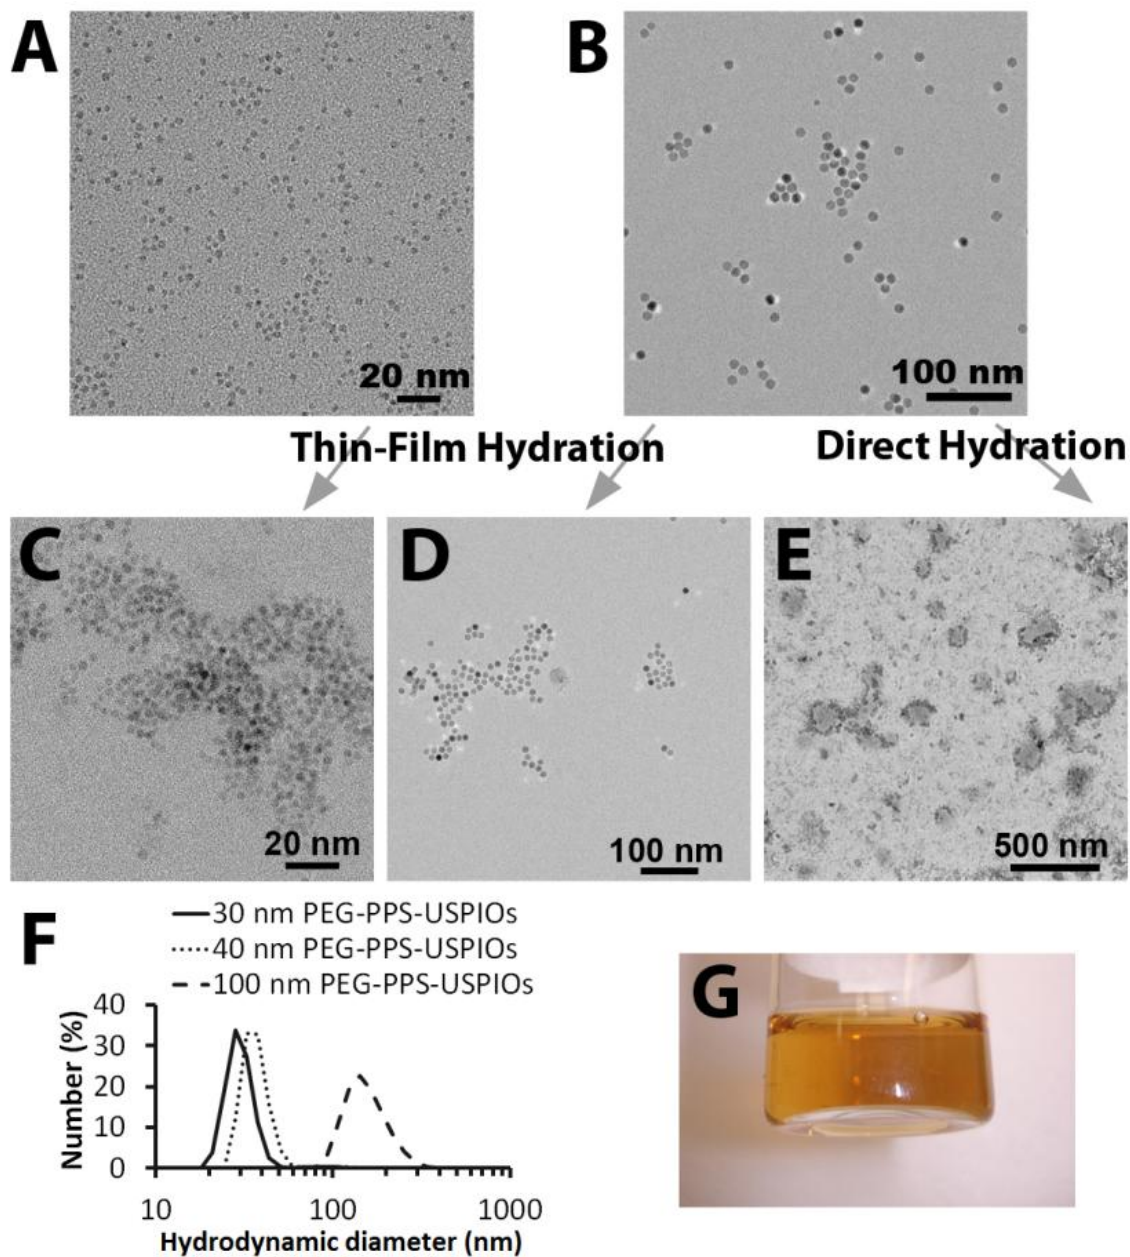 A
B
20 nm
100 nm
Thin-Film Hydration
Direct Hydration
C
D
E
20 nm
100 nm
500 nm
F
30 nm PEG-PPS-USPIOs
40 nm PEG-PPS-USPIOs
100 nm PEG-PPS-USPIOs
G
Number (%)
40
30
20
10
0
10 100 1000
Hydrodynamic diameter (nm)